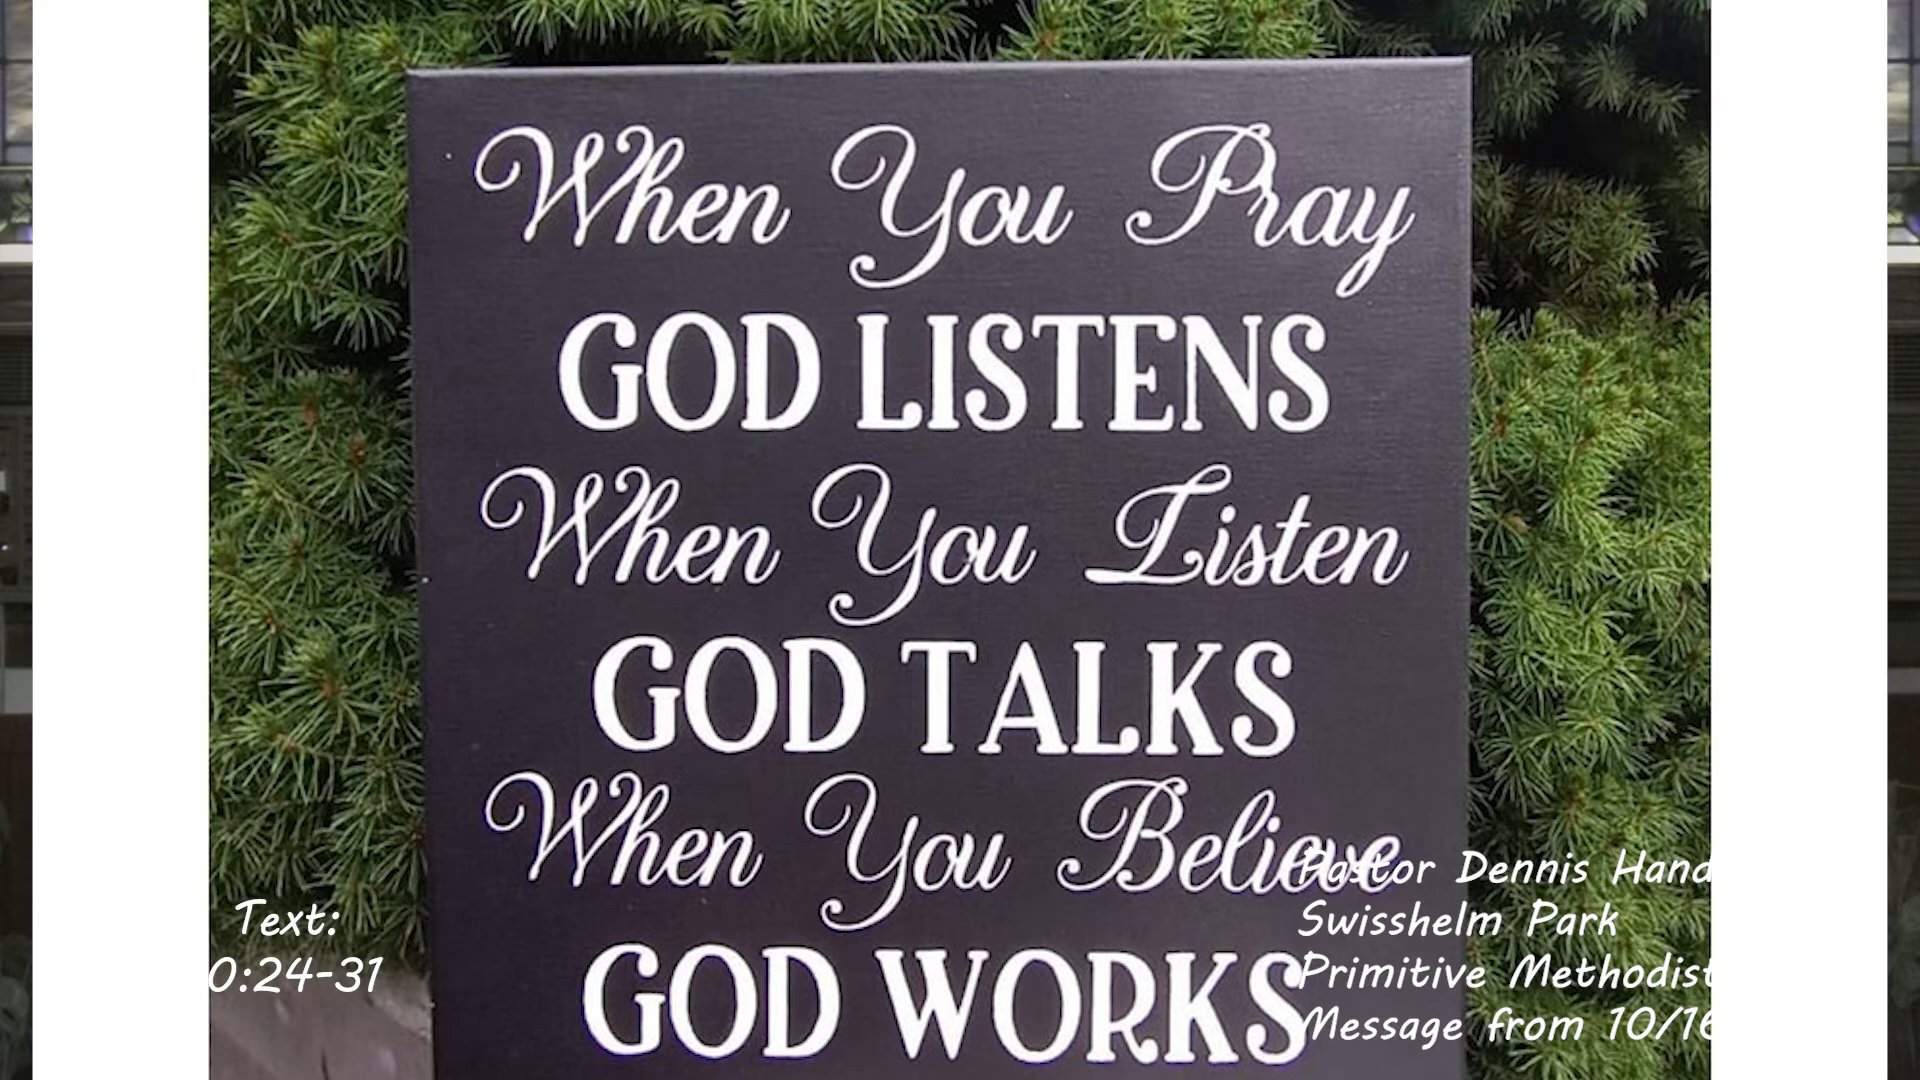 When You Pray
GOD LISTENS
When You Listen
GOD TALKS
When You Believe
GOD WORKS
Text:
0:24-31
Pastor Dennis Hand
Swisshelm Park
Primitive Methodist
Message from 10/16